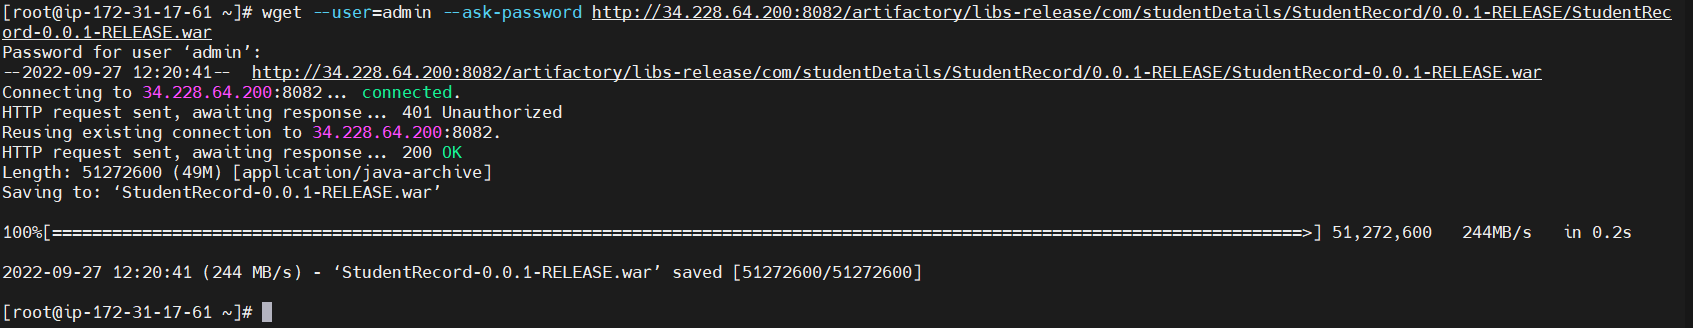 [root@ip-172-31-17-61 ~]# wget --user=admin --ask-password http://34.228.64.200:8082/artifactory/libs-release/com/studentDetails/StudentRecord/0.0.1-RELEASE/StudentRec
ord-0.0.1-RELEASE.war
Password for user ‘admin’:
--2022-09-27 12:20:41--  http://34.228.64.200:8082/artifactory/libs-release/com/studentDetails/StudentRecord/0.0.1-RELEASE/StudentRecord-0.0.1-RELEASE.war
Connecting to 34.228.64.200:8082... connected.
HTTP request sent, awaiting response... 401 Unauthorized
Reusing existing connection to 34.228.64.200:8082.
HTTP request sent, awaiting response... 200 OK
Length: 51272600 (49M) [application/java-archive]
Saving to: ‘StudentRecord-0.0.1-RELEASE.war’
100%[=============================================================================================================================>] 51,272,600   244MB/s   in 0.2s
2022-09-27 12:20:41 (244 MB/s) - ‘StudentRecord-0.0.1-RELEASE.war’ saved [51272600/51272600]
[root@ip-172-31-17-61 ~]#